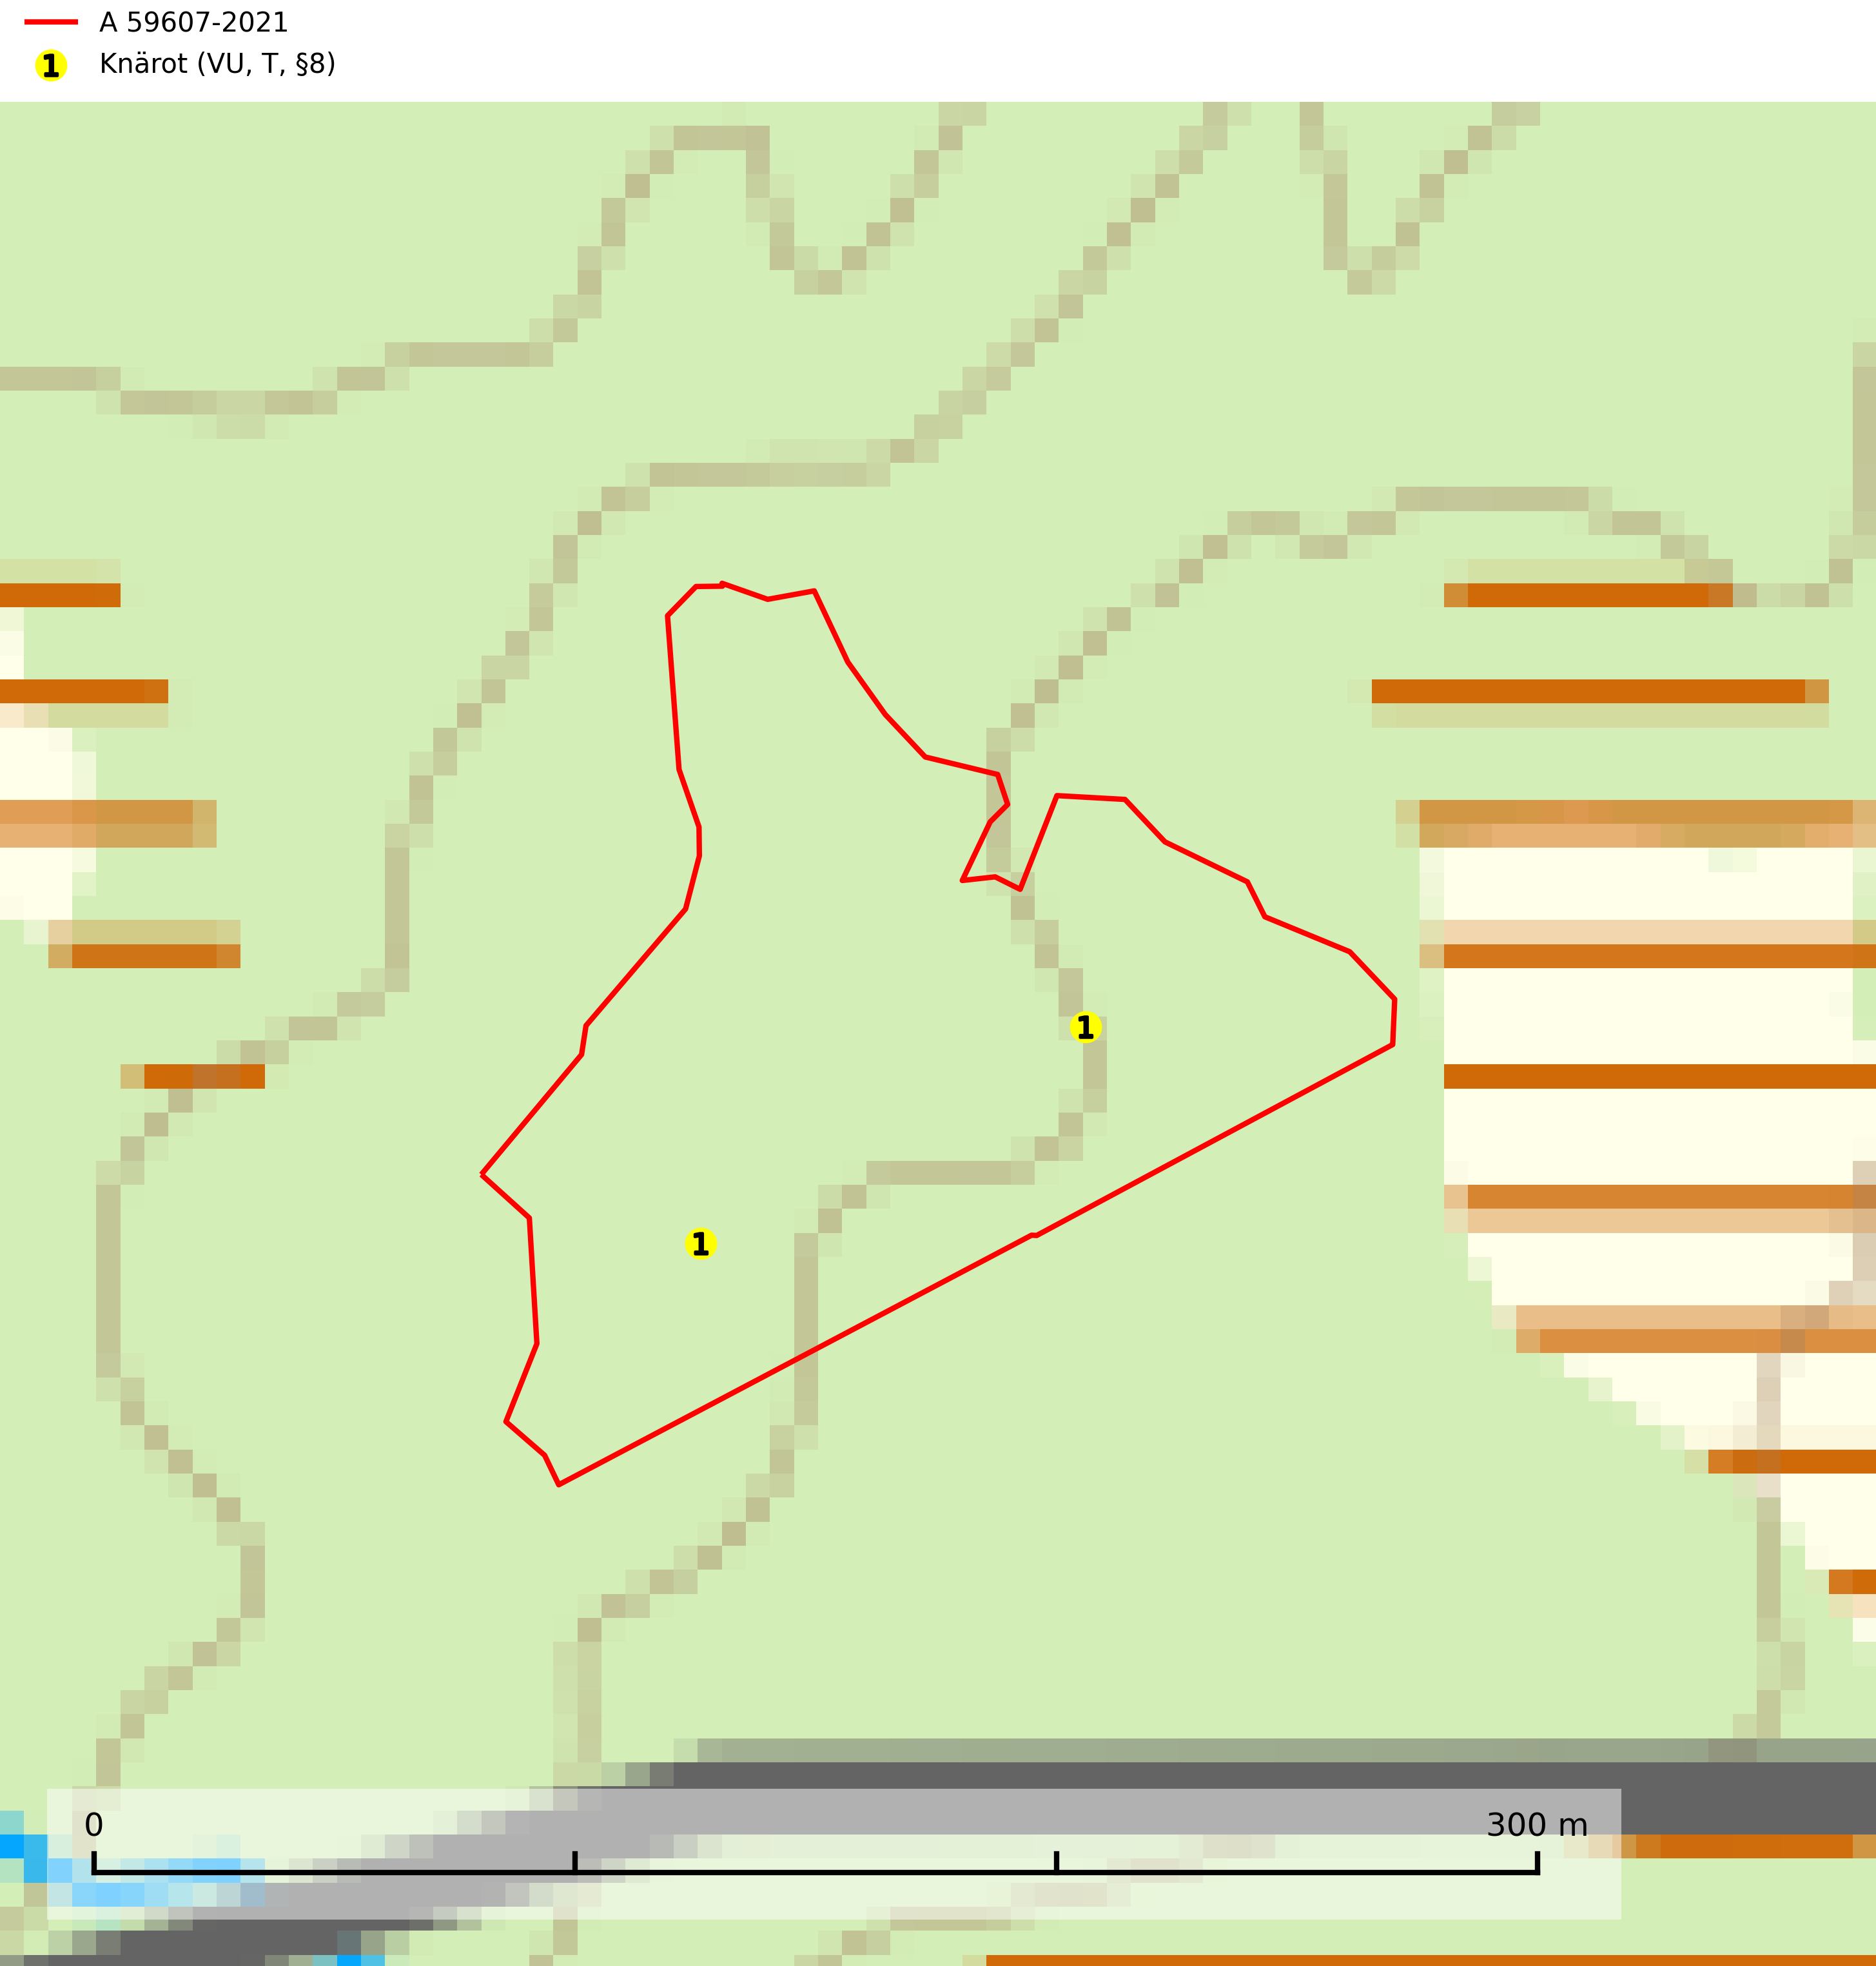 A 59607-2021
1 Knärot (VU, T, §8)
1
1
0 300 m